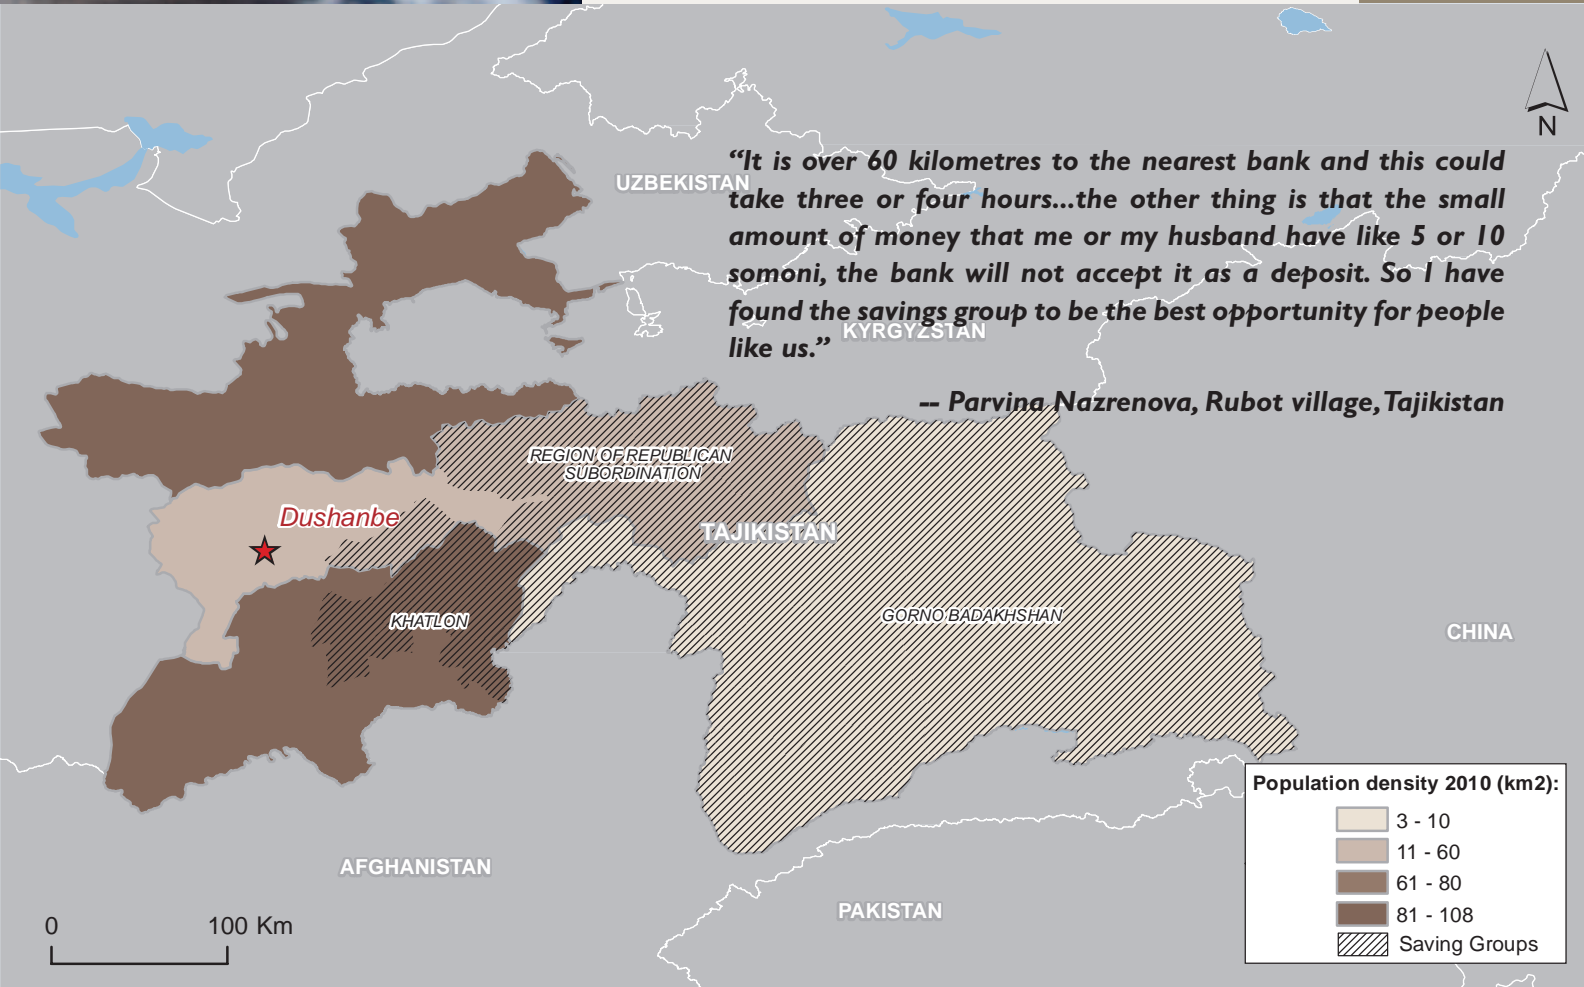 N
“It is over 60 kilometres to the nearest bank and this could
take three or four hours...the other thing is that the small
amount of money that me or my husband have like 5 or 10
somoni, the bank will not accept it as a deposit. So I have
found the savings group to be the best opportunity for people
like us.”
-- Parvina Nazrenova, Rubot village, Tajikistan
UZBEKISTAN
KYRGYZSTAN
REGION OF REPUBLICAN
SUBORDINATION
Dushanbe
TAJIKISTAN
KHATLON
GORNO BADAKHSHAN
CHINA
AFGHANISTAN
PAKISTAN
0 100 Km
Population density 2010 (km2):
3 - 10
11 - 60
61 - 80
81 - 108
Saving Groups